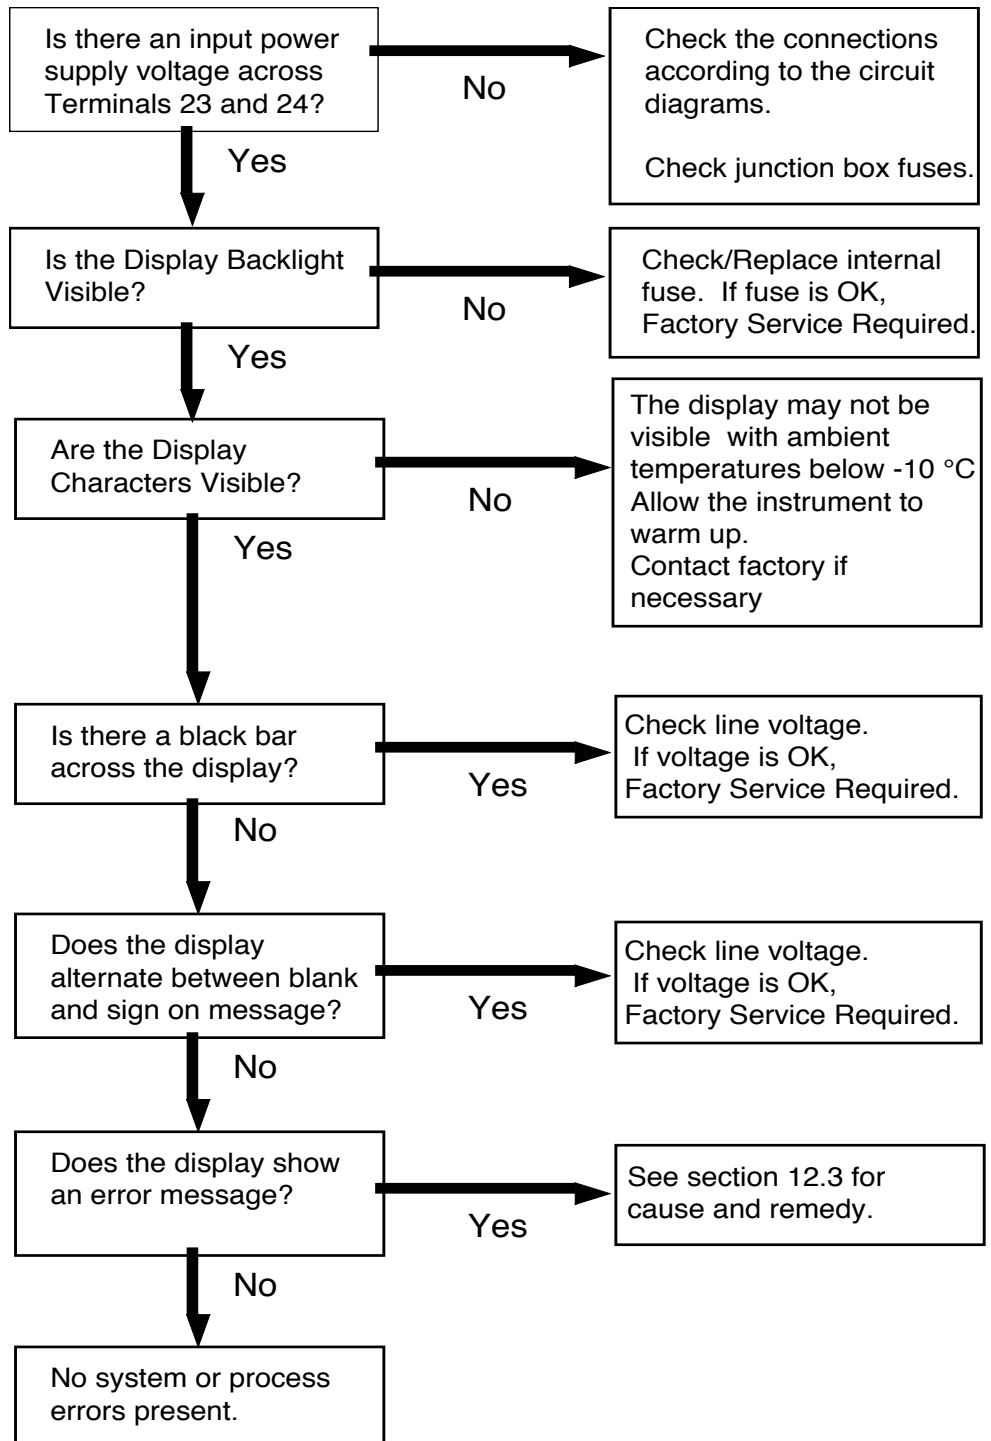 Is there an input power
supply voltage across
Terminals 23 and 24?
No
Check the connections
according to the circuit
diagrams.
Check junction box fuses.
Yes
Is the Display Backlight
Visible?
No
Check/Replace internal
fuse.  If fuse is OK,
Factory Service Required.
Yes
Are the Display
Characters Visible?
No
The display may not be
visible  with ambient
temperatures below -10 °C
Allow the instrument to
warm up.
Contact factory if
necessary
Yes
Is there a black bar
across the display?
Yes
Check line voltage.
If voltage is OK,
Factory Service Required.
No
Does the display
alternate between blank
and sign on message?
Yes
Check line voltage.
If voltage is OK,
Factory Service Required.
No
Does the display show
an error message?
Yes
See section 12.3 for
cause and remedy.
No
No system or process
errors present.